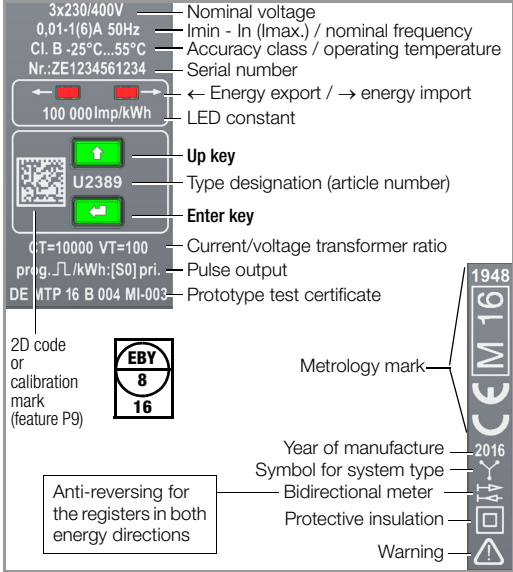 3x230/400V Nominal voltage
0,01-1(6)A 50Hz Imin - In (Imax.) / nominal frequency
Cl. B -25°C...55°C Accuracy class / operating temperature
Nr.:ZE1234561234 Serial number
← → ← Energy export / → energy import
100 000 Imp/kWh LED constant
Up key
U2389 Type designation (article number)
Enter key
CT=10000 VT=100 Current/voltage transformer ratio
prog. /kWh:[S0] pri. Pulse output
DE MTP 16 B 004 MI-003 Prototype test certificate
2D code
or
calibration
mark
(feature P9)
EBY
8
16
1948
M 16
CE
Metrology mark
Year of manufacture 2016
Symbol for system type
Bidirectional meter
Protective insulation
Warning
Anti-reversing for
the registers in both
energy directions